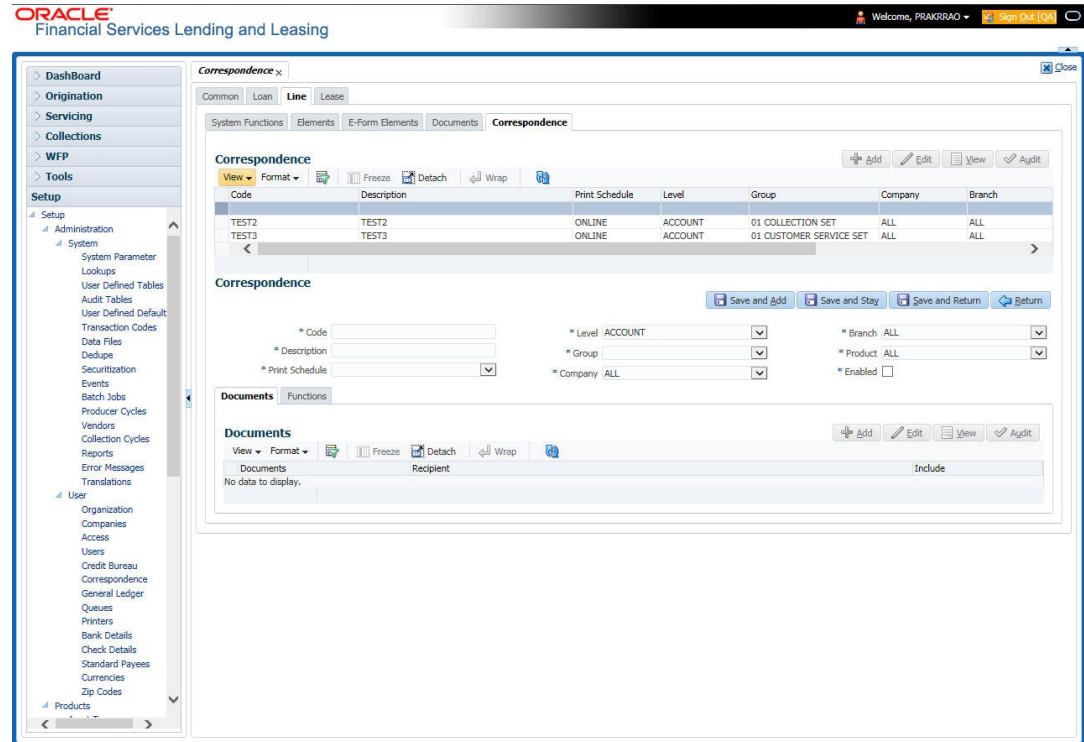 ORACLE
Financial Services Lending and Leasing
Welcome, PRAKRRAO
Sign Out [QA]
DashBoard
Origination
Servicing
Collections
WFP
Tools
Setup
Setup
Administration
System
System Parameter
Lookups
User Defined Tables
Audit Tables
User Defined Default
Transaction Codes
Data Files
Dedupe
Securitization
Events
Batch Jobs
Producer Cycles
Vendors
Collection Cycles
Reports
Error Messages
Translations
User
Organization
Companies
Access
Users
Credit Bureau
Correspondence
General Ledger
Queues
Printers
Bank Details
Check Details
Standard Payees
Currencies
Zip Codes
Products
Correspondence
Close
Common Loan Line Lease
System Functions Elements E-Form Elements Documents Correspondence
Correspondence
Add Edit View Audit
View Format Freeze Detach Wrap
Code Description Print Schedule Level Group Company Branch
TEST2 TEST2 ONLINE ACCOUNT 01 COLLECTION SET ALL ALL
TEST3 TEST3 ONLINE ACCOUNT 01 CUSTOMER SERVICE SET ALL ALL
Correspondence
Save and Add Save and Stay Save and Return Return
* Code * Level ACCOUNT * Branch ALL
* Description * Group * Product ALL
* Print Schedule * Company ALL * Enabled
Documents Functions
Documents
Add Edit View Audit
View Format Freeze Detach Wrap
Documents Recipient Include
No data to display.